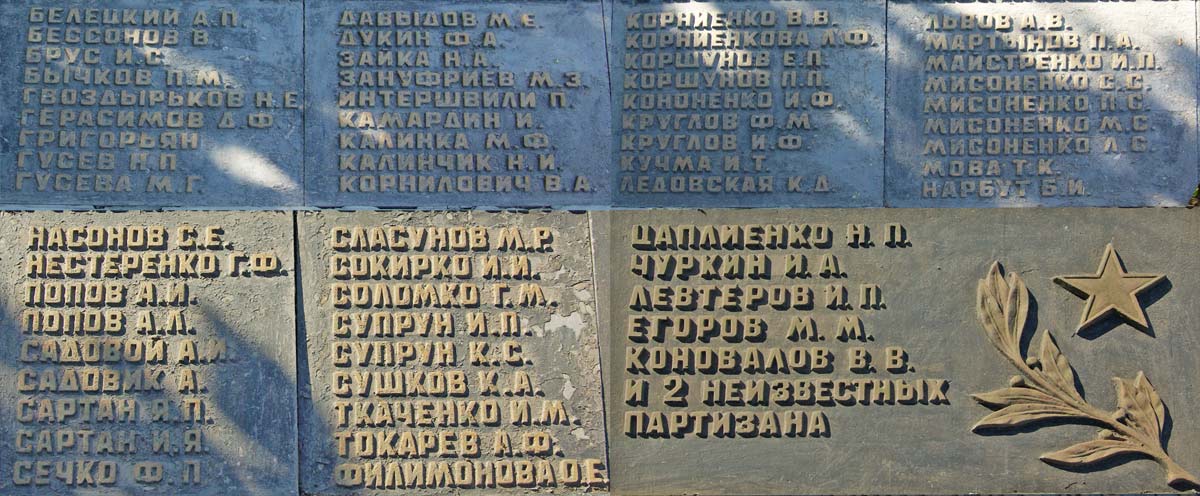 БЕЛЕЦКИЙ А.П.
БЕССОНОВ В.
БРУС И.С.
БЫЧКОВ П.М.
ГВОЗДЫРЬКОВ Н.Е.
ГЕРАСИМОВ Д.Ф.
ГРИГОРЬЯН
ГУСЕВ Н.П.
ГУСЕВА М.Г.
ДАВЫДОВ М.Е.
ДУКИН Ф.А.
ЗАЙКА Н.А.
ЗАНУФРИЕВ М.З.
ИНТЕРШВИЛИ П.
КАМАРДИН И.
КАЛИНКА М.Ф.
КАЛИНЧИК Н.И.
КОРНИЛОВИЧ В.А.
КОРНИЕНКО В.В.
КОРНИЕНКОВА А.Ф.
КОРШУНОВ Е.П.
КОРШУНОВ П.П.
КОНОНЕНКО И.Ф.
КРУГЛОВ Ф.М.
КРУГЛОВ И.Ф.
КУЧМА И.Т.
ЛЕДОВСКАЯ К.Д.
ЛЬВОВ А.В.
МАРТЫНОВ П.А.
МАЙСТРЕНКО И.П.
МИСОНЕНКО С.С.
МИСОНЕНКО П.С.
МИСОНЕНКО М.С.
МИСОНЕНКО Л.С.
МОВА Т.К.
НАРБУТ Б.И.
НАСОНОВ С.Е.
НЕСТЕРЕНКО Г.Ф.
ПОПОВ А.И.
ПОПОВ А.Л.
САДОВОЙ А.И.
САДОВИК А.
САРТАН Я.П.
САРТАН И.Я.
СЕЧКО Ф.П
СЛАСУНОВ М.Р.
СОКИРКО И.И.
СОЛОМКО Г.М.
СУПРУН И.П.
СУПРУН К.С.
СУШКОВ К.А.
ТКАЧЕНКО И.М.
ТОКАРЕВ А.Ф.
ФИЛИМОНОВА О.Е.
ЦАПЛИЕНКО Н.П.
ЧУРКИН И.А.
ЛЕВТЕРОВ И.П.
ЕГОРОВ М.М.
КОНОВАЛОВ В.В.
И 2 НЕИЗВЕСТНЫХ
ПАРТИЗАНА